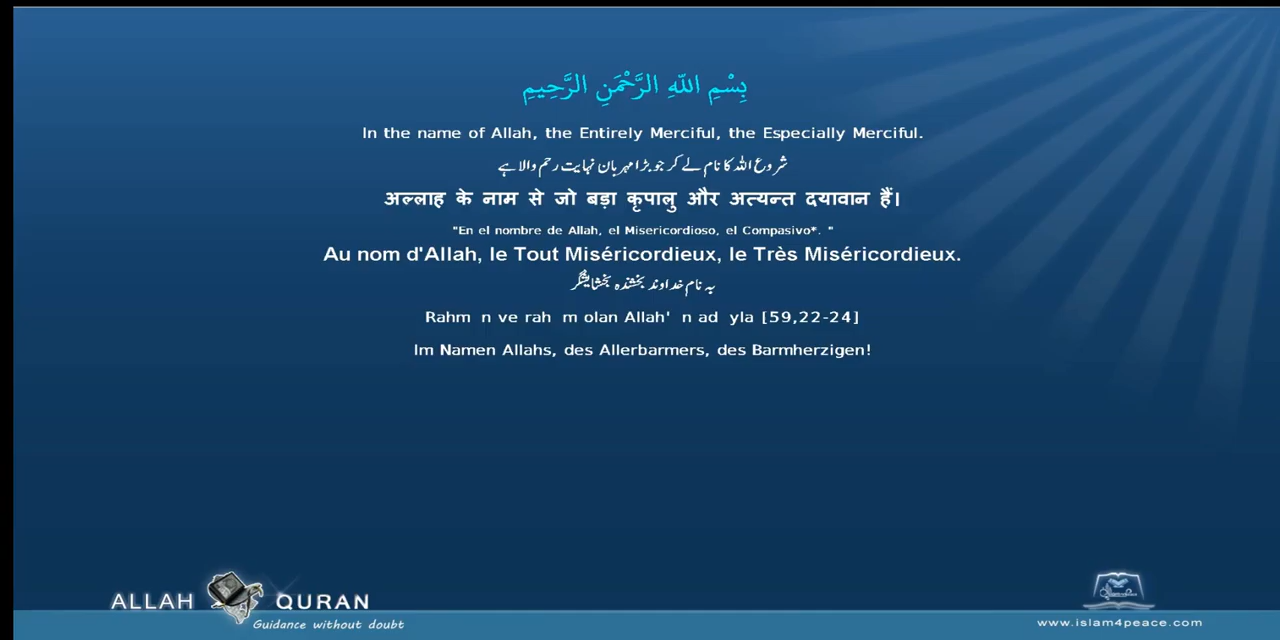 بِسْمِ اللَّهِ الرَّحْمَنِ الرَّحِيمِ
In the name of Allah, the Entirely Merciful, the Especially Merciful.
شروع اللہ کا نام لے کر جو بڑا مہربان نہایت رحم والا ہے
अल्लाह के नाम से जो बड़ा कृपालु और अत्यन्त दयावान हैं।
"En el nombre de Allah, el Misericordioso, el Compasivo*. "
Au nom d'Allah, le Tout Miséricordieux, le Très Miséricordieux.
به نام خداوند بخشنده بخشایشگر
Rahm n ve rah m olan Allah' n ad yla [59,22-24]
Im Namen Allahs, des Allerbarmers, des Barmherzigen!
ALLAH QURAN
Guidance without doubt
www.islam4peace.com